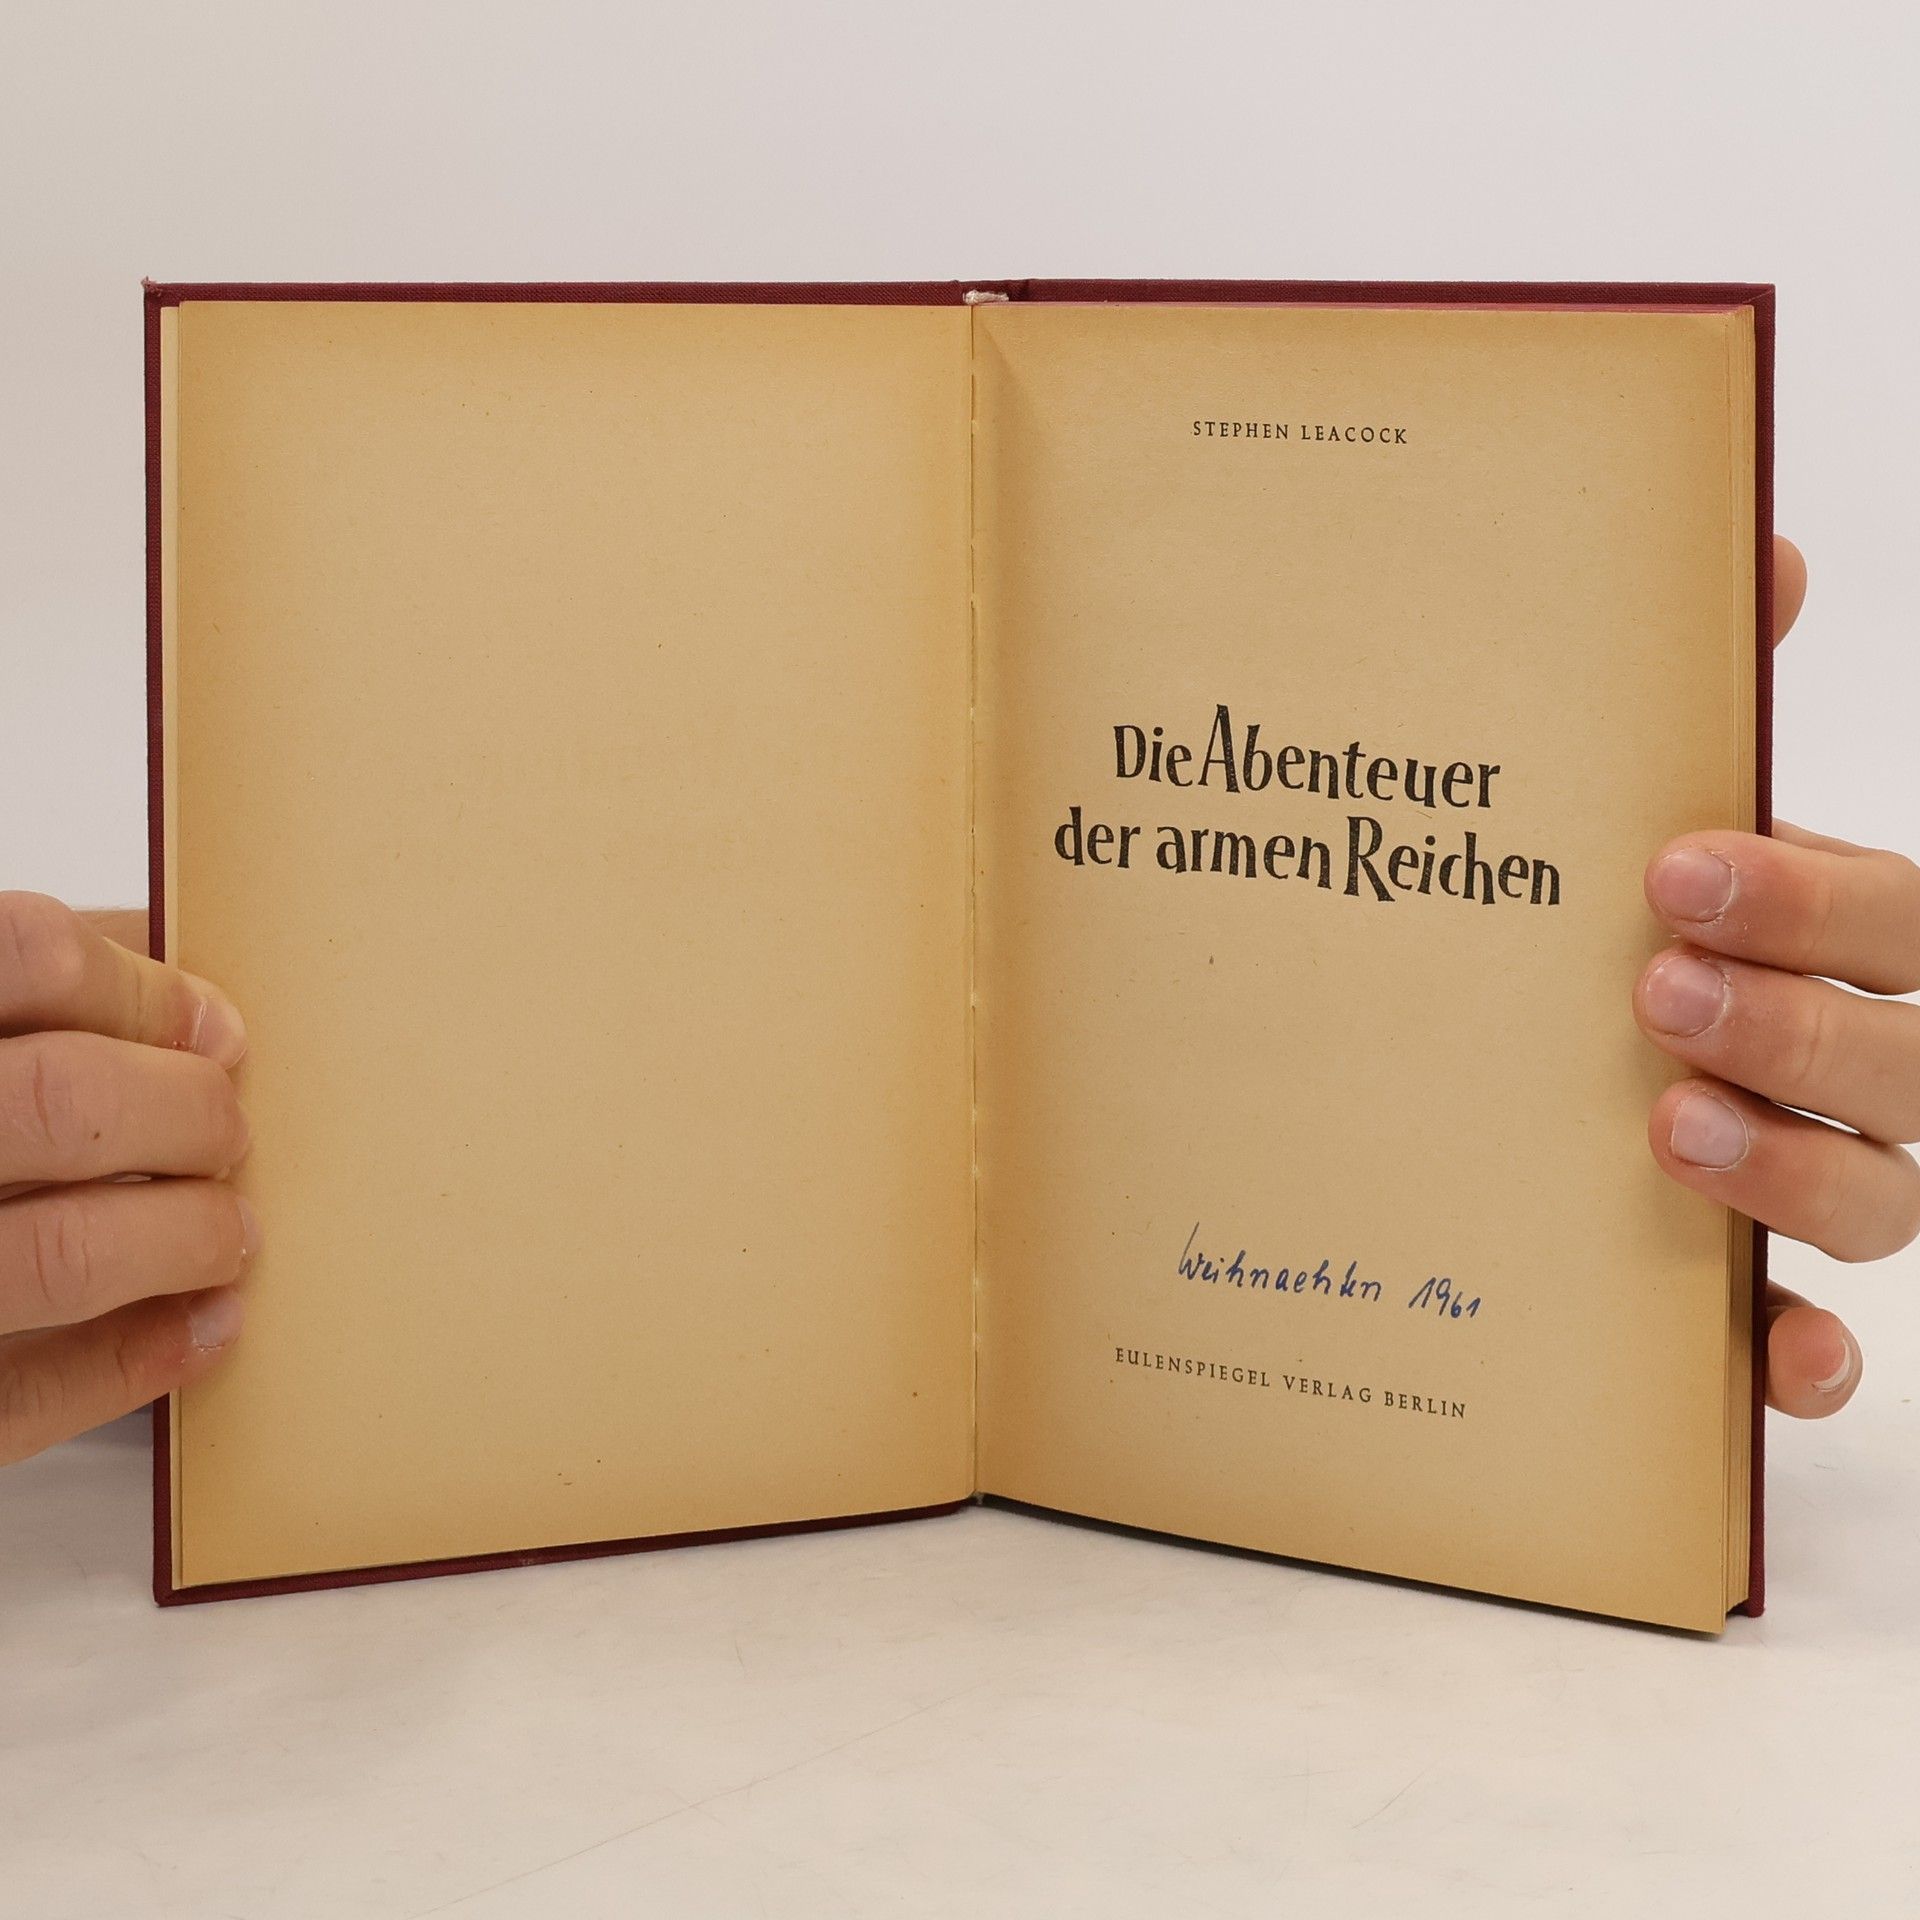 STEPHEN LEACOCK
Die Abenteuer
der armen Reichen
Weihnachten 1961
EULENSPIEGEL VERLAG BERLIN